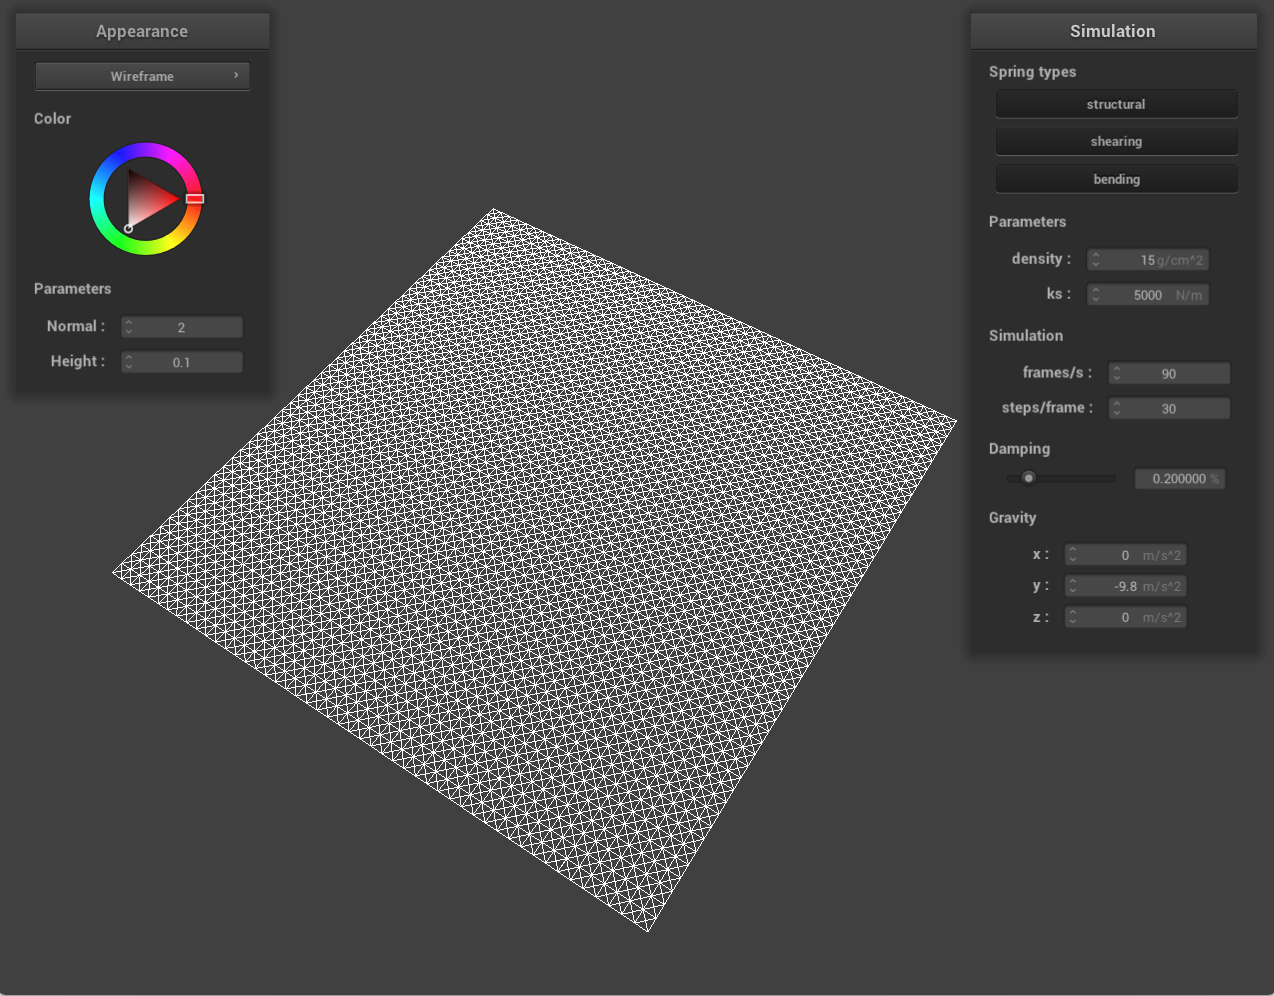 Appearance
Wireframe
Color
Parameters
Normal : 2
Height : 0.1
Simulation
Spring types
structural
shearing
bending
Parameters
density : 15 g/cm^2
ks : 5000 N/m
Simulation
frames/s : 90
steps/frame : 30
Damping
0.200000 %
Gravity
x : 0 m/s^2
y : -9.8 m/s^2
z : 0 m/s^2